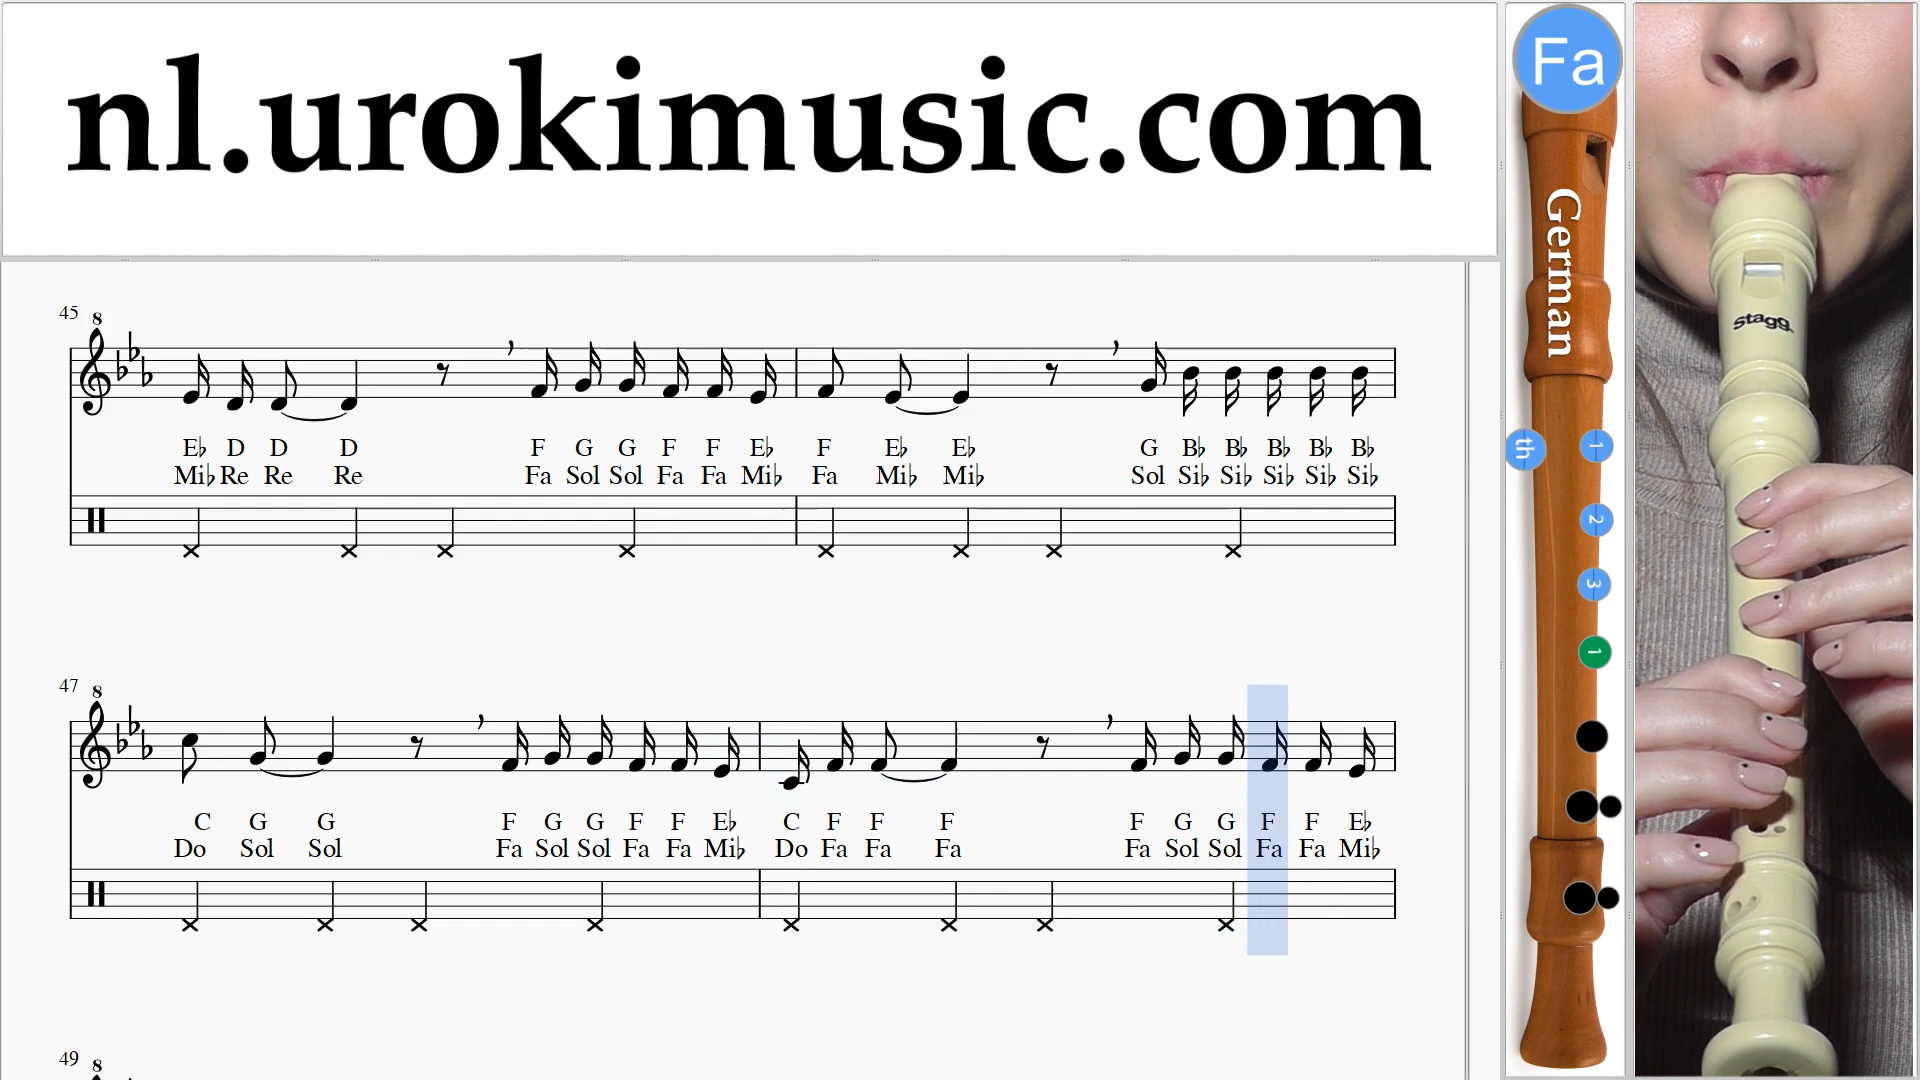 nl.urokimusic.com
Fa
German
stagg
th
1
2
3
1
45
8
E♭ D D D F G G F F E♭ F E♭ E♭ G B♭ B♭ B♭ B♭ B♭
Mi♭ Re Re Re Fa Sol Sol Fa Fa Mi♭ Fa Mi♭ Mi♭ Sol Si♭ Si♭ Si♭ Si♭ Si♭
47
8
C G G F G G F F E♭ C F F F F G G F F E♭
Do Sol Sol Fa Sol Sol Fa Fa Mi♭ Do Fa Fa Fa Fa Sol Sol Fa Fa Mi♭
49
8